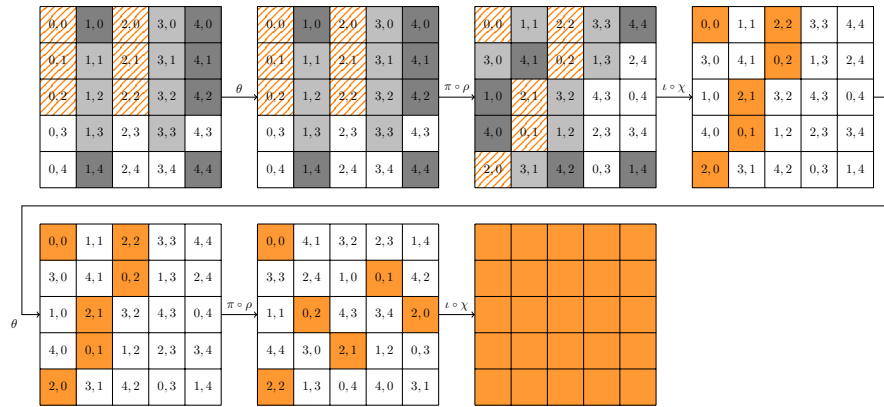 0, 0 1, 0 2, 0 3, 0 4, 0 0, 0 1, 0 2, 0 3, 0 4, 0 0, 0 1, 1 2, 2 3, 3 4, 4 0, 0 1, 1 2, 2 3, 3 4, 4
0, 1 1, 1 2, 1 3, 1 4, 1 0, 1 1, 1 2, 1 3, 1 4, 1 3, 0 4, 1 0, 2 1, 3 2, 4 3, 0 4, 1 0, 2 1, 3 2, 4
θ π ∘ ρ ι ∘ χ
0, 2 1, 2 2, 2 3, 2 4, 2 0, 2 1, 2 2, 2 3, 2 4, 2 1, 0 2, 1 3, 2 4, 3 0, 4 1, 0 2, 1 3, 2 4, 3 0, 4
0, 3 1, 3 2, 3 3, 3 4, 3 0, 3 1, 3 2, 3 3, 3 4, 3 4, 0 0, 1 1, 2 2, 3 3, 4 4, 0 0, 1 1, 2 2, 3 3, 4
0, 4 1, 4 2, 4 3, 4 4, 4 0, 4 1, 4 2, 4 3, 4 4, 4 2, 0 3, 1 4, 2 0, 3 1, 4 2, 0 3, 1 4, 2 0, 3 1, 4
0, 0 1, 1 2, 2 3, 3 4, 4 0, 0 4, 1 3, 2 2, 3 1, 4
3, 0 4, 1 0, 2 1, 3 2, 4 3, 3 2, 4 1, 0 0, 1 4, 2
π ∘ ρ ι ∘ χ
1, 0 2, 1 3, 2 4, 3 0, 4 1, 1 0, 2 4, 3 3, 4 2, 0
θ
4, 0 0, 1 1, 2 2, 3 3, 4 4, 4 3, 0 2, 1 1, 2 0, 3
2, 0 3, 1 4, 2 0, 3 1, 4 2, 2 1, 3 0, 4 4, 0 3, 1